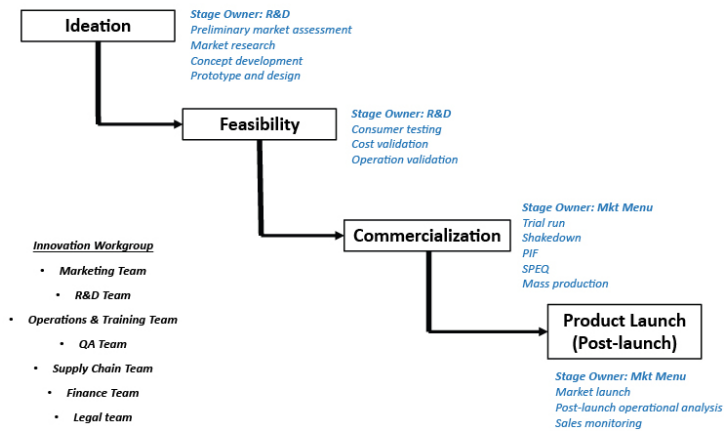 Ideation
Stage Owner: R&D
Preliminary market assessment
Market research
Concept development
Prototype and design
Feasibility
Stage Owner: R&D
Consumer testing
Cost validation
Operation validation
Commercialization
Stage Owner: Mkt Menu
Trial run
Shakedown
PIF
SPEQ
Mass production
Product Launch
(Post-launch)
Stage Owner: Mkt Menu
Market launch
Post-launch operational analysis
Sales monitoring
Innovation Workgroup
• Marketing Team
• R&D Team
• Operations & Training Team
• QA Team
• Supply Chain Team
• Finance Team
• Legal team